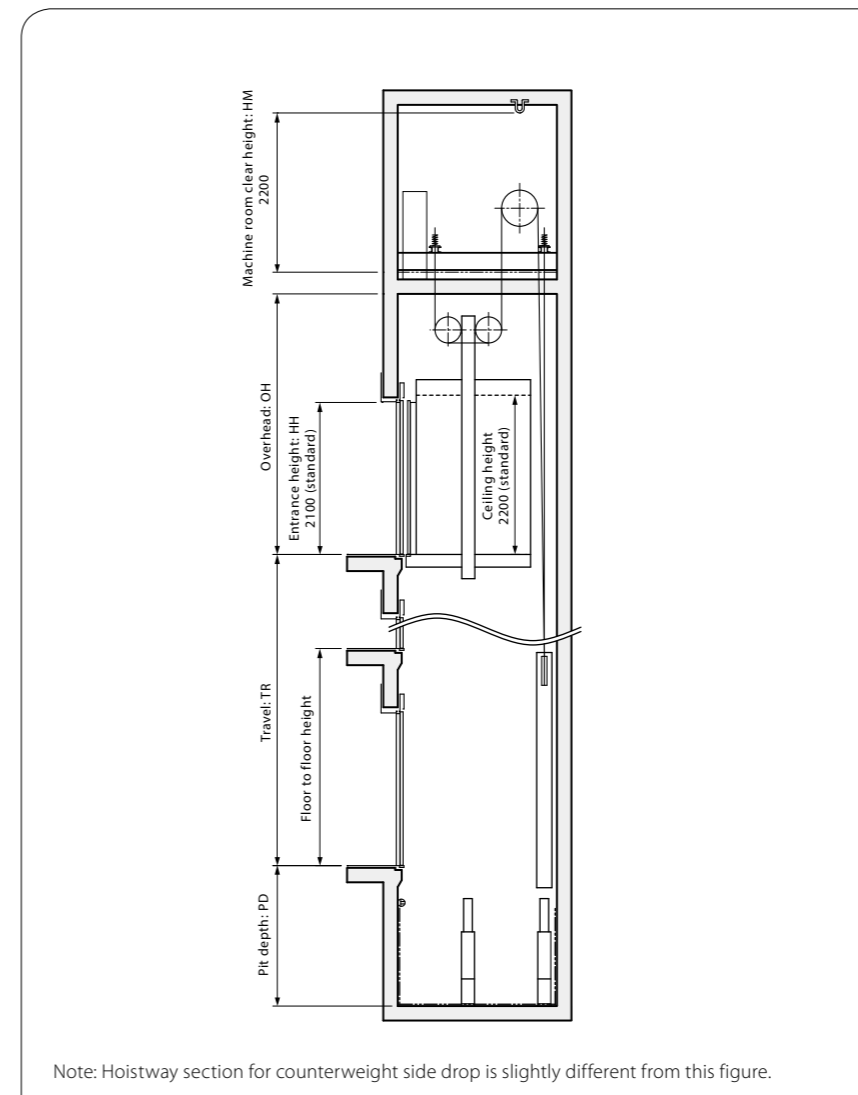 Machine room clear height: HM
2200
Overhead: OH
Entrance height: HH
2100 (standard)
Ceiling height
2200 (standard)
Travel: TR
Floor to floor height
Pit depth: PD
Note: Hoistway section for counterweight side drop is slightly different from this figure.